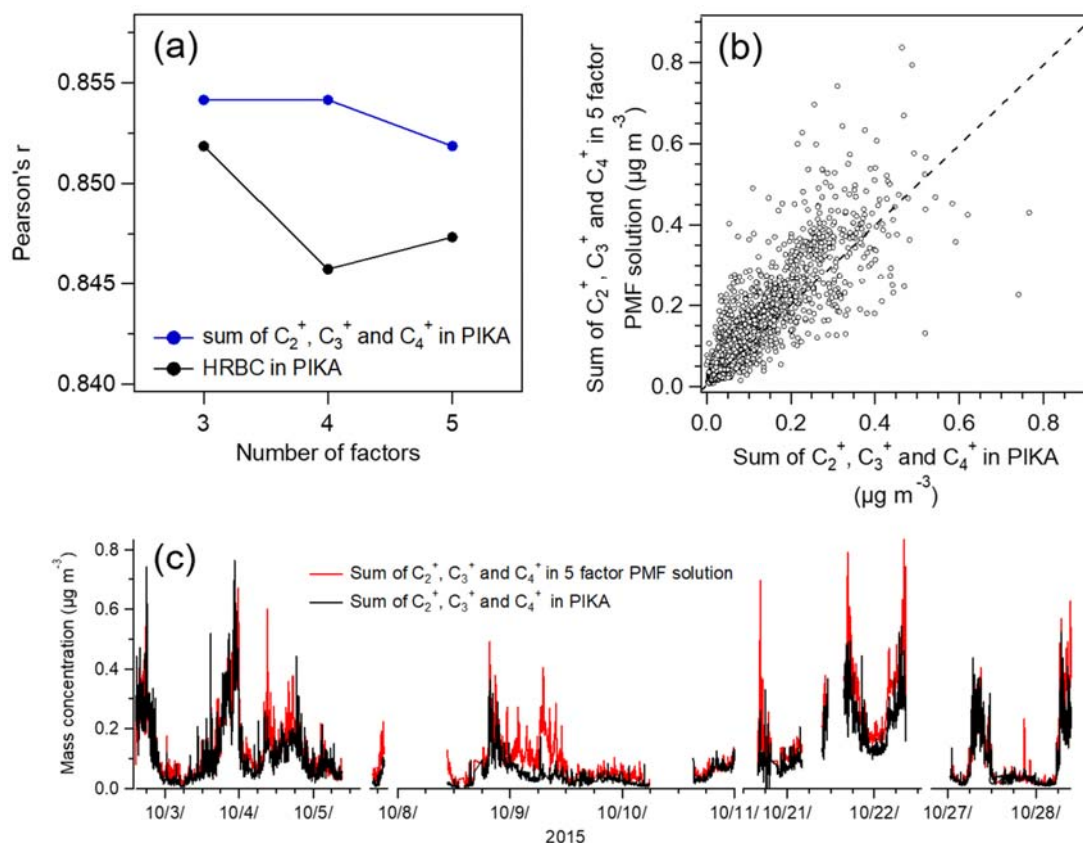 (a)
Pearson's r
0.855
0.850
0.845
0.840
sum of C₂⁺, C₃⁺ and C₄⁺ in PIKA
HRBC in PIKA
3 4 5
Number of factors
(b)
Sum of C₂⁺, C₃⁺ and C₄⁺ in 5 factor
PMF solution (µg m⁻³)
0.8
0.6
0.4
0.2
0.0
0.0 0.2 0.4 0.6 0.8
Sum of C₂⁺, C₃⁺ and C₄⁺ in PIKA
(µg m⁻³)
(c)
Mass concentration (µg m⁻³)
0.8
0.6
0.4
0.2
0.0
Sum of C₂⁺, C₃⁺ and C₄⁺ in 5 factor PMF solution
Sum of C₂⁺, C₃⁺ and C₄⁺ in PIKA
10/3/ 10/4/ 10/5/ 10/8/ 10/9/ 10/10/ 10/11/ 10/21/ 10/22/ 10/27/ 10/28/
2015